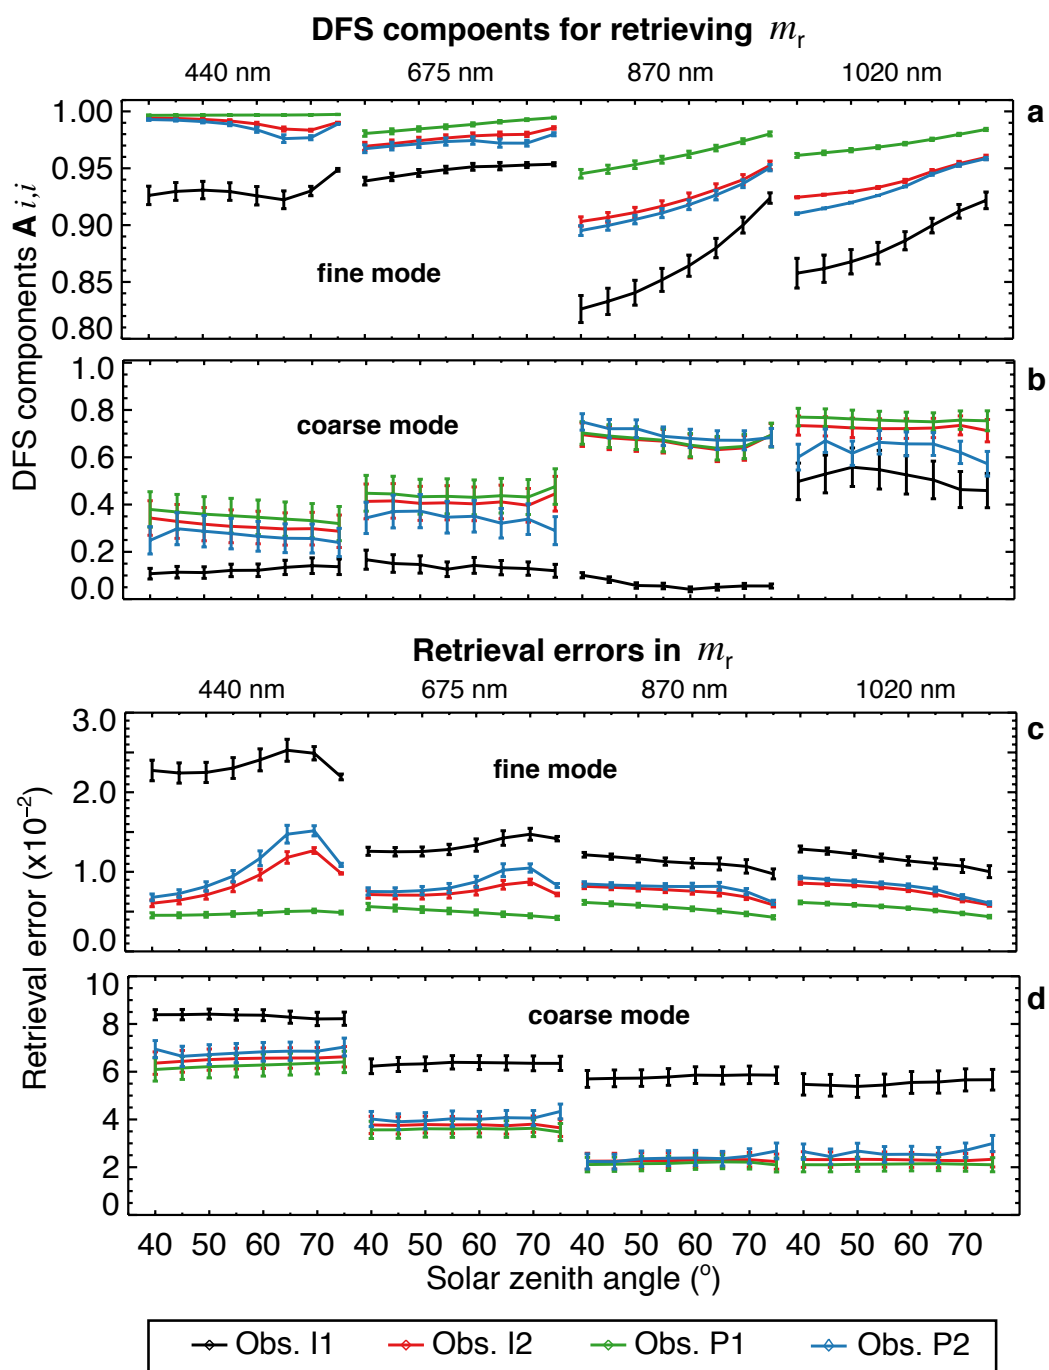 DFS compoents for retrieving m_r
440 nm 675 nm 870 nm 1020 nm
a
1.00
0.95
0.90
0.85
0.80
fine mode
DFS components A i,i
b
1.0
0.8
0.6
0.4
0.2
0.0
coarse mode
Retrieval errors in m_r
440 nm 675 nm 870 nm 1020 nm
c
3.0
2.0
1.0
0.0
fine mode
Retrieval error (x10⁻²)
d
10
8
6
4
2
0
coarse mode
40 50 60 70 40 50 60 70 40 50 60 70 40 50 60 70
Solar zenith angle (º)
Obs. I1 Obs. I2 Obs. P1 Obs. P2